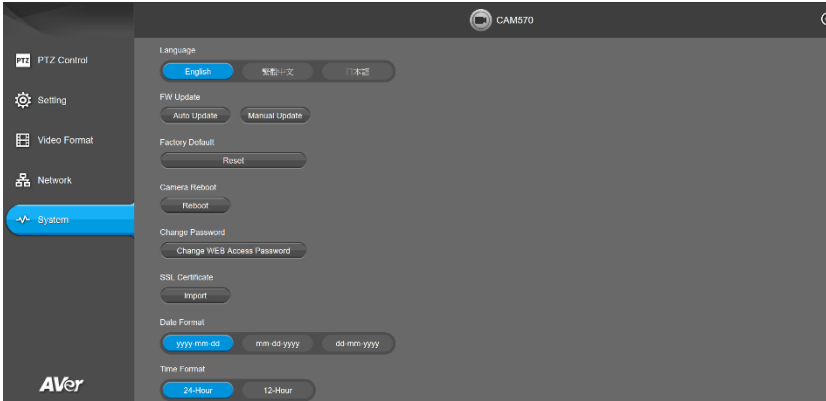 CAM570
PTZ PTZ Control
Setting
Video Format
Network
System
AVer
Language
English 繁體中文 日本語
FW Update
Auto Update Manual Update
Factory Default
Reset
Camera Reboot
Reboot
Change Password
Change WEB Access Password
SSL Certificate
Import
Date Format
yyyy-mm-dd mm-dd-yyyy dd-mm-yyyy
Time Format
24-Hour 12-Hour